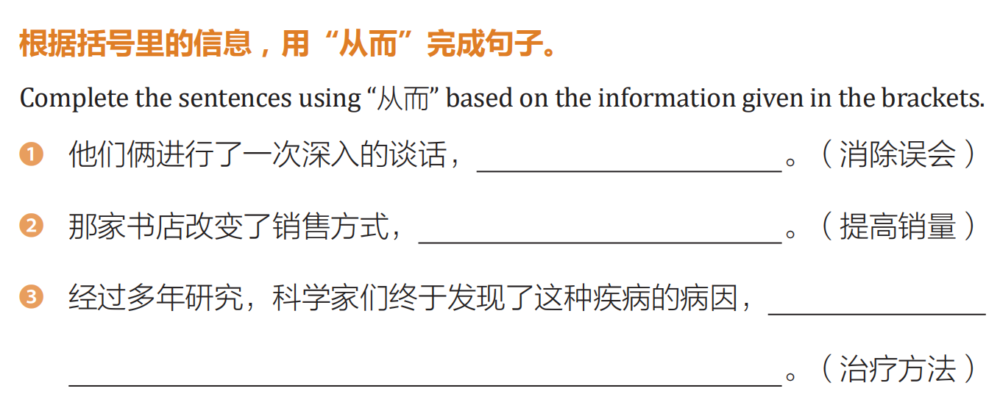 根据括号里的信息，用“从而”完成句子。
Complete the sentences using “从而” based on the information given in the brackets.
1 他们俩进行了一次深入的谈话，____________________。（消除误会）
2 那家书店改变了销售方式，________________________。（提高销量）
3 经过多年研究，科学家们终于发现了这种疾病的病因，______________
________________________________________________。（治疗方法）